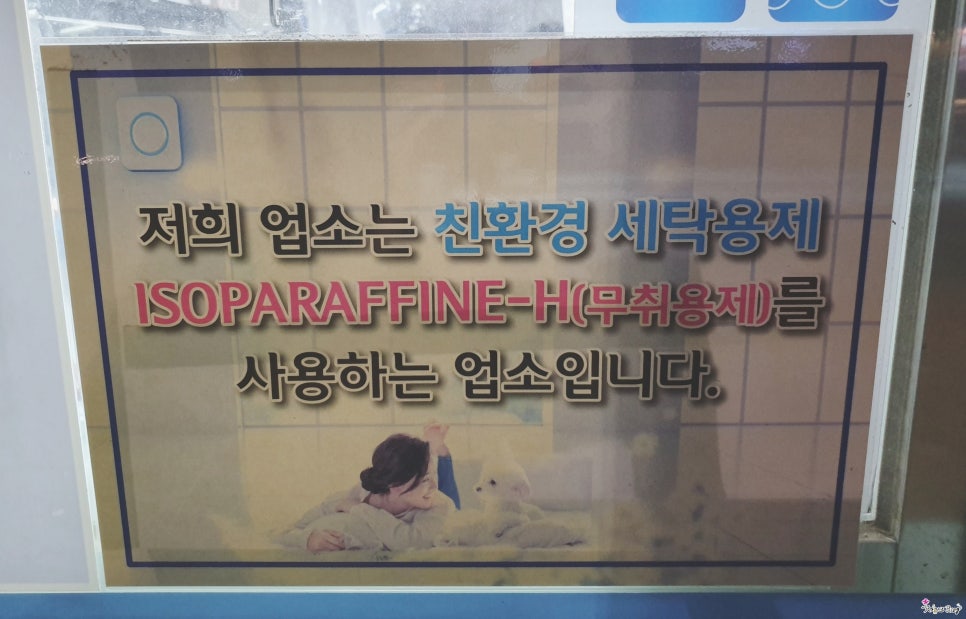 저희 업소는 친환경 세탁용제
ISOPARAFFINE-H(무취용제)를
사용하는 업소입니다.